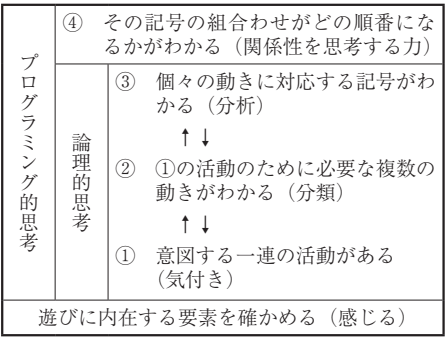 プログラミング的思考
④ その記号の組合わせがどの順番にな
るかがわかる（関係性を思考する力）
論理的思考
③ 個々の動きに対応する記号がわ
かる（分析）
↑↓
② ①の活動のために必要な複数の
動きがわかる（分類）
↑↓
① 意図する一連の活動がある
（気付き）
遊びに内在する要素を確かめる（感じる）